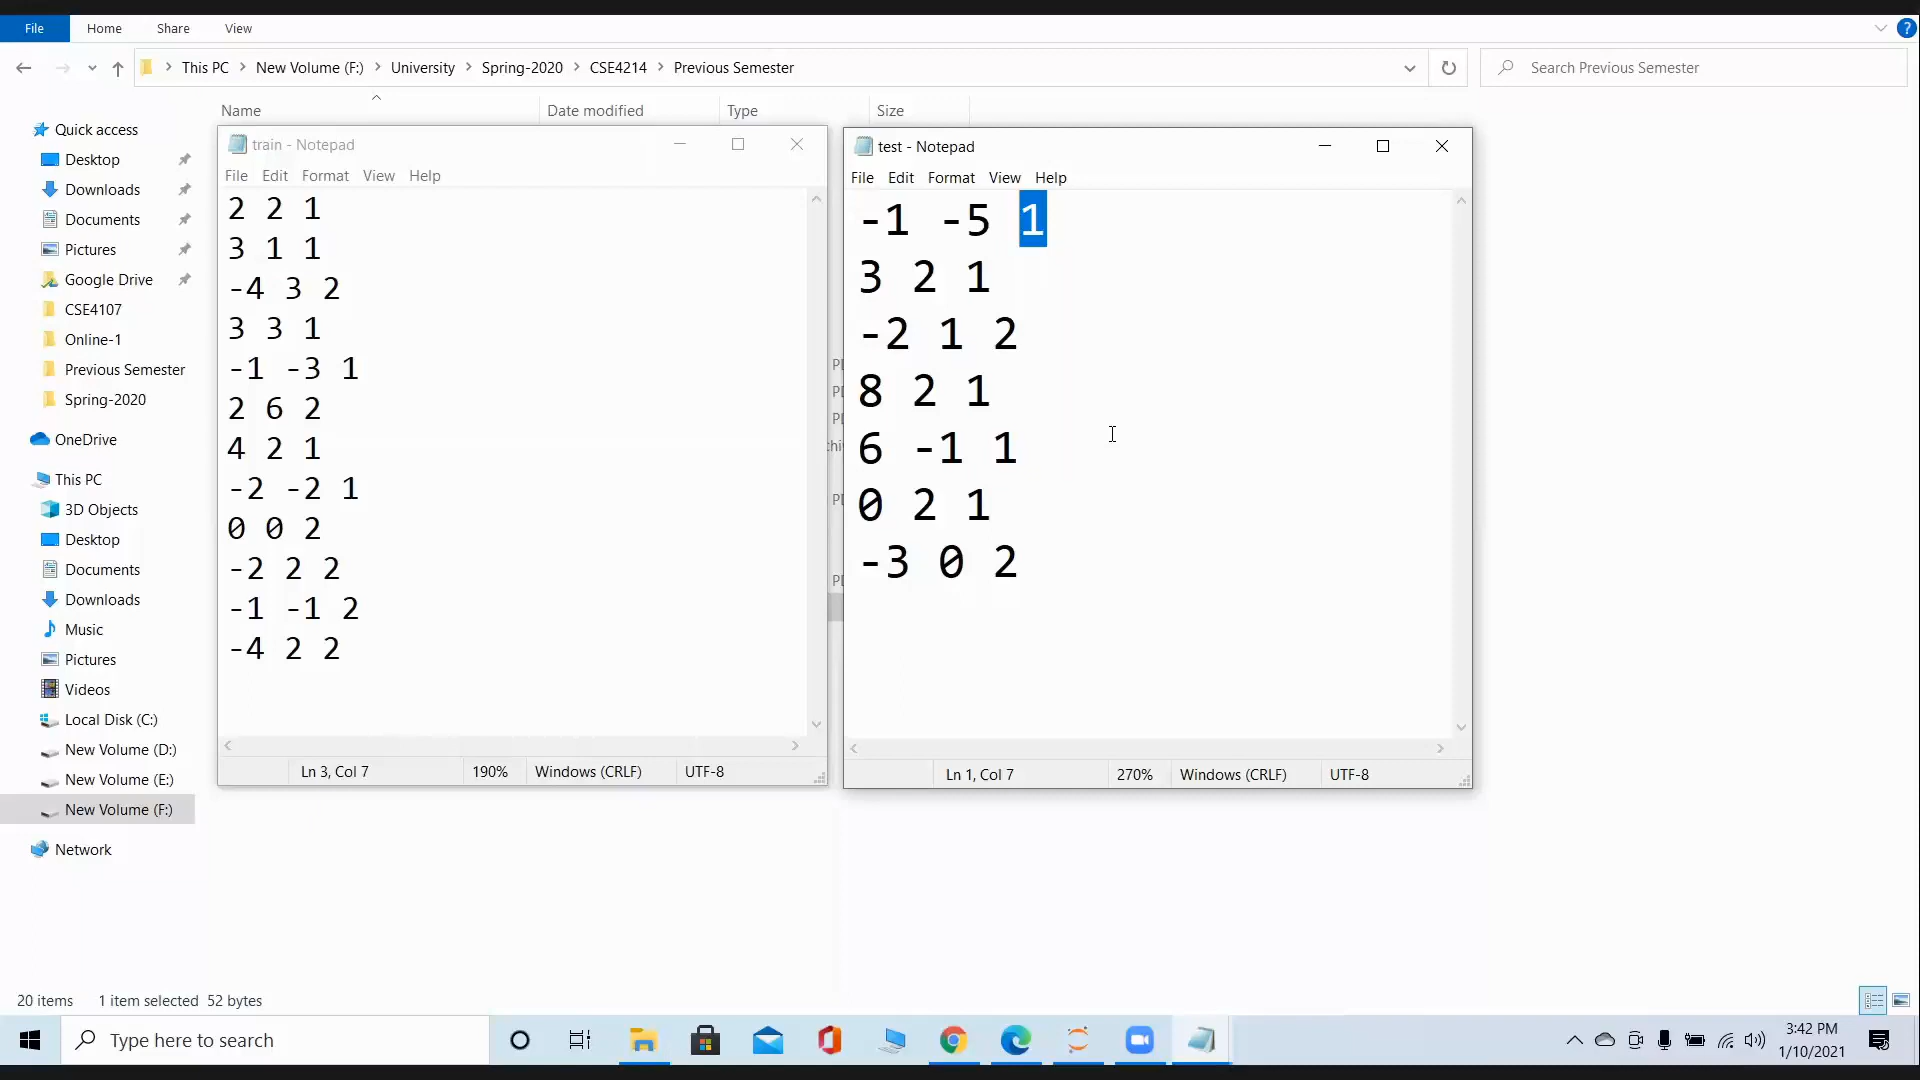 File Home Share View
This PC New Volume (F:) University Spring-2020 CSE4214 Previous Semester Search Previous Semester
Name Date modified Type Size
Quick access
Desktop
Downloads
Documents
Pictures
Google Drive
CSE4107
Online-1
Previous Semester
Spring-2020
OneDrive
This PC
3D Objects
Desktop
Documents
Downloads
Music
Pictures
Videos
Local Disk (C:)
New Volume (D:)
New Volume (E:)
New Volume (F:)
Network
train - Notepad
File Edit Format View Help
2 2 1
3 1 1
-4 3 2
3 3 1
-1 -3 1
2 6 2
4 2 1
-2 -2 1
0 0 2
-2 2 2
-1 -1 2
-4 2 2
Ln 3, Col 7 190% Windows (CRLF) UTF-8
test - Notepad
File Edit Format View Help
-1 -5 1
3 2 1
-2 1 2
8 2 1
6 -1 1
0 2 1
-3 0 2
Ln 1, Col 7 270% Windows (CRLF) UTF-8
20 items 1 item selected 52 bytes
Type here to search
3:42 PM
1/10/2021